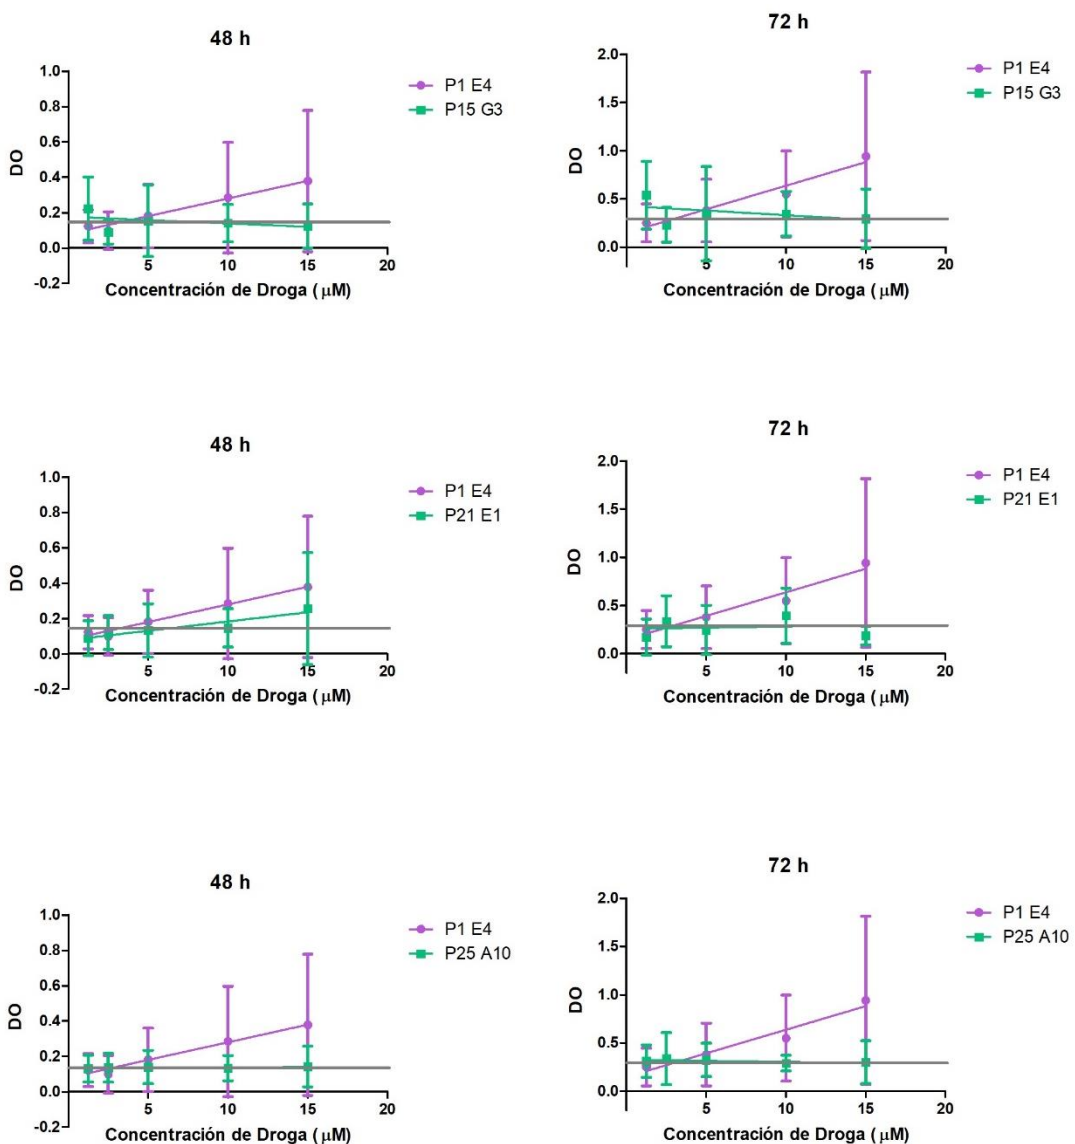 48 h
1.0
0.8
0.6
0.4
0.2
0.0
-0.2
DO
5
10
15
20
Concentración de Droga ( μM)
P1 E4
P15 G3
72 h
2.0
1.5
1.0
0.5
0.0
DO
5
10
15
20
Concentración de Droga ( μM)
P1 E4
P15 G3
48 h
1.0
0.8
0.6
0.4
0.2
0.0
-0.2
DO
5
10
15
20
Concentración de Droga ( μM)
P1 E4
P21 E1
72 h
2.0
1.5
1.0
0.5
0.0
DO
5
10
15
20
Concentración de Droga ( μM)
P1 E4
P21 E1
48 h
1.0
0.8
0.6
0.4
0.2
0.0
-0.2
DO
5
10
15
20
Concentración de Droga ( μM)
P1 E4
P25 A10
72 h
2.0
1.5
1.0
0.5
0.0
DO
5
10
15
20
Concentración de Droga ( μM)
P1 E4
P25 A10